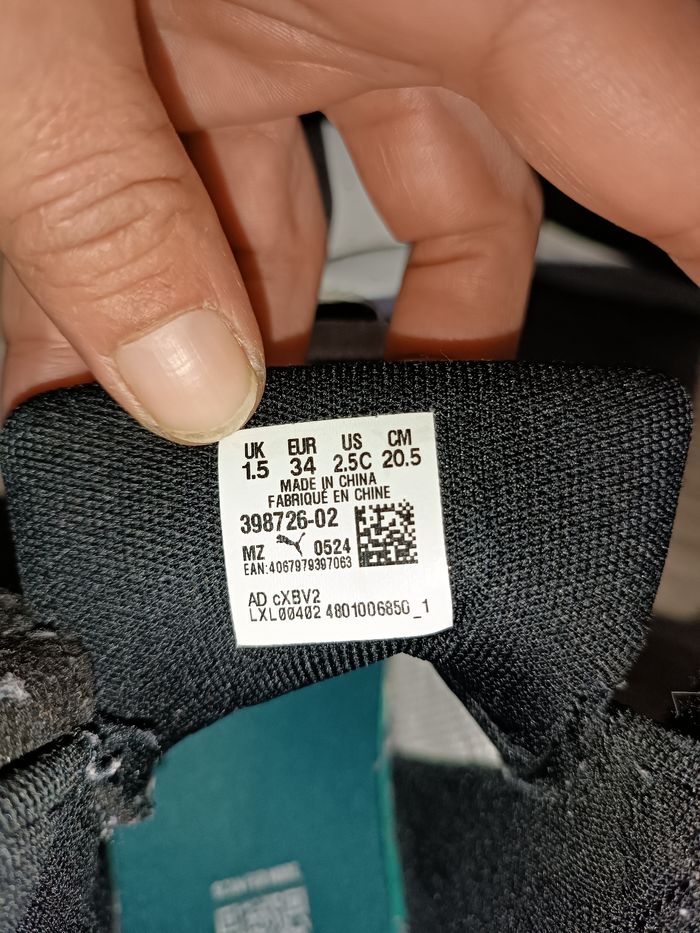 UK EUR US CM
1.5 34 2.5C 20.5
MADE IN CHINA
FABRIQUÉ EN CHINE
398726-02
MZ 0524
EAN:4067979397063
AD cXBV2
LXL00402 4801006850_1